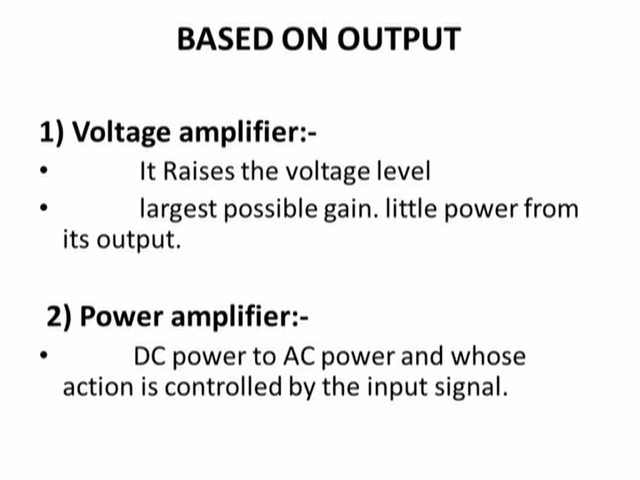 BASED ON OUTPUT
1) Voltage amplifier:-
• It Raises the voltage level
• largest possible gain. little power from
its output.
2) Power amplifier:-
• DC power to AC power and whose
action is controlled by the input signal.